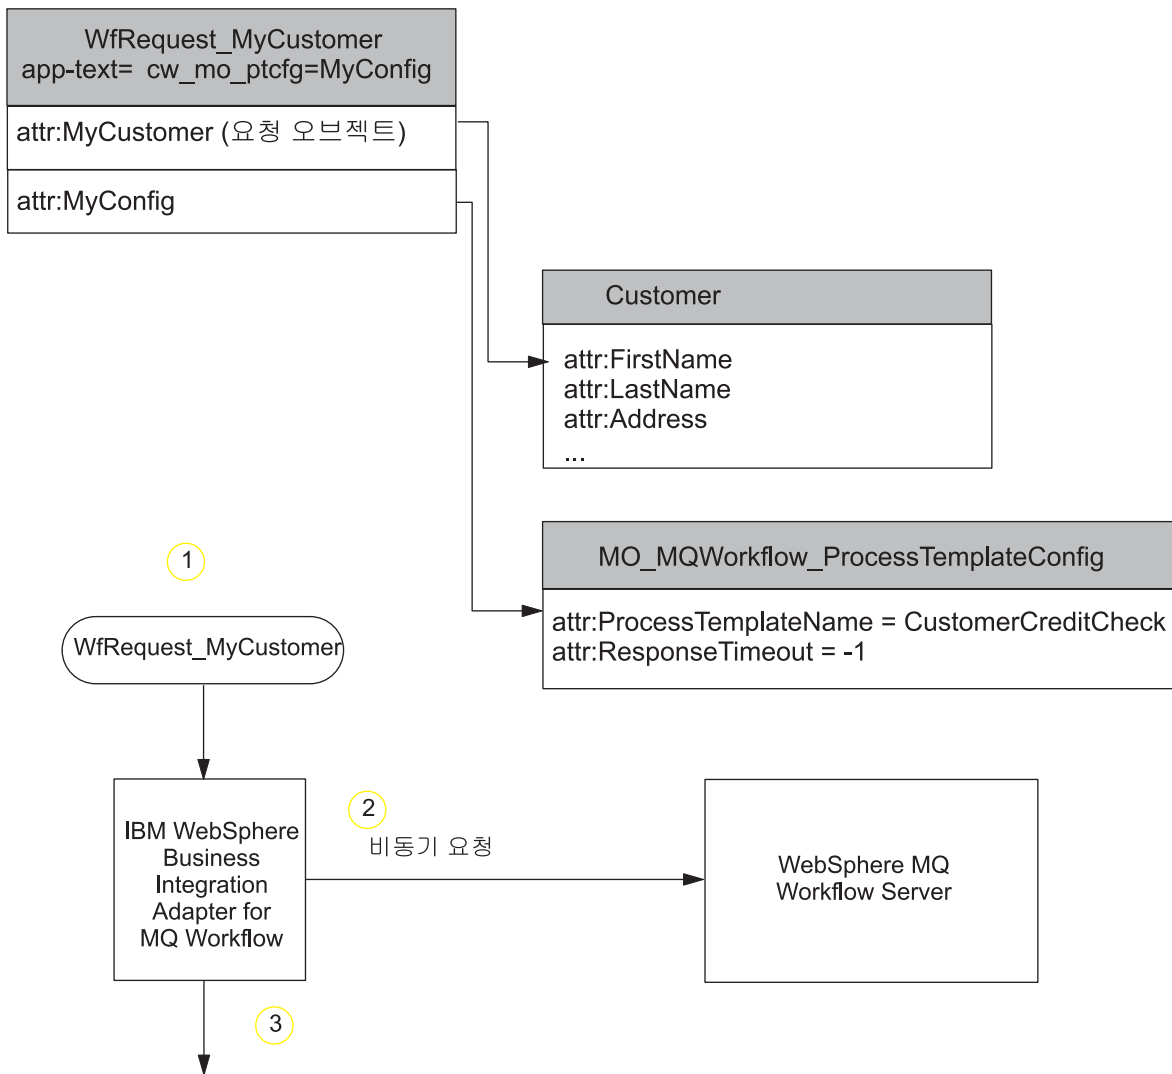 WfRequest_MyCustomer
app-text= cw_mo_ptcfg=MyConfig
attr:MyCustomer (요청 오브젝트)
attr:MyConfig
Customer
attr:FirstName
attr:LastName
attr:Address
...
MO_MQWorkflow_ProcessTemplateConfig
attr:ProcessTemplateName = CustomerCreditCheck
attr:ResponseTimeout = -1
1
WfRequest_MyCustomer
IBM WebSphere
Business
Integration
Adapter for
MQ Workflow
2
비동기 요청
WebSphere MQ
Workflow Server
3